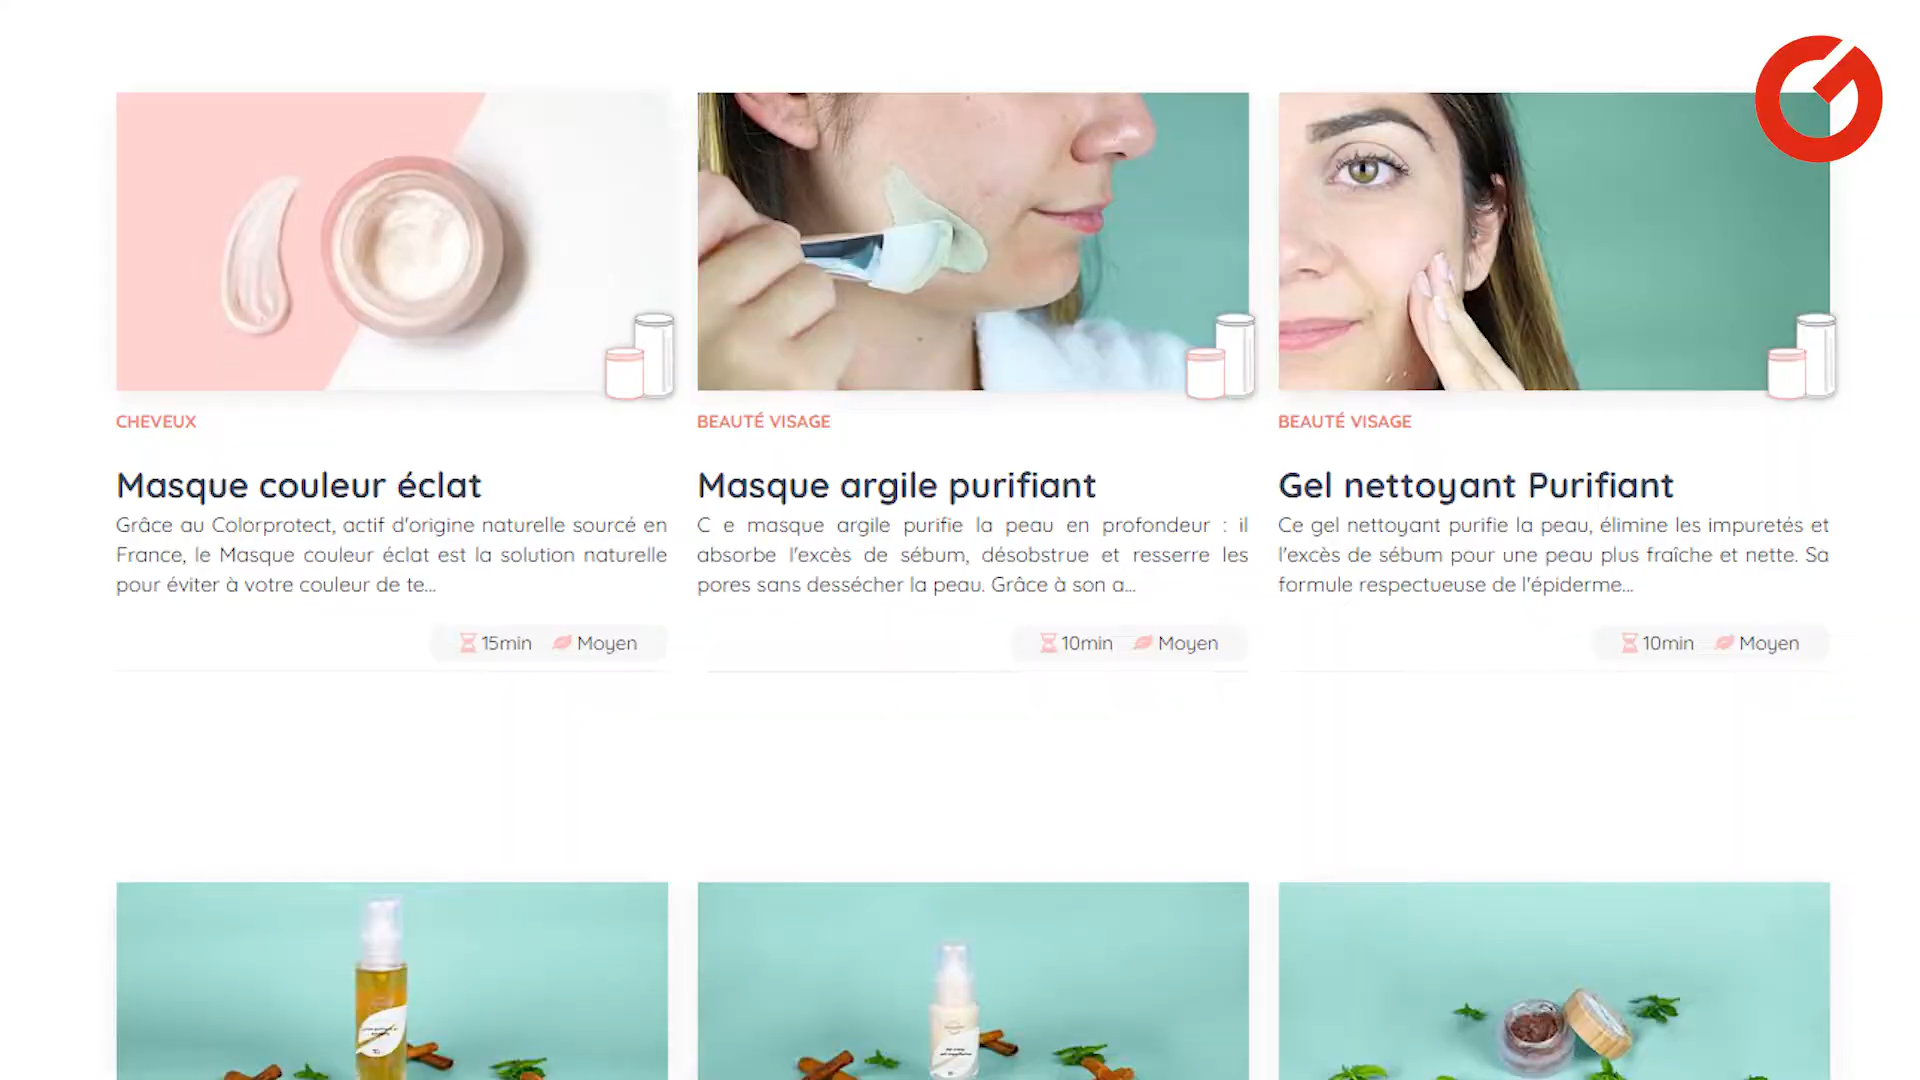 CHEVEUX
Masque couleur éclat
Grâce au Colorprotect, actif d'origine naturelle sourcé en
France, le Masque couleur éclat est la solution naturelle
pour éviter à votre couleur de te...
15min Moyen
BEAUTÉ VISAGE
Masque argile purifiant
C e masque argile purifie la peau en profondeur : il
absorbe l'excès de sébum, désobstrue et resserre les
pores sans dessécher la peau. Grâce à son a...
10min Moyen
BEAUTÉ VISAGE
Gel nettoyant Purifiant
Ce gel nettoyant purifie la peau, élimine les impuretés et
l'excès de sébum pour une peau plus fraîche et nette. Sa
formule respectueuse de l'épiderme...
10min Moyen